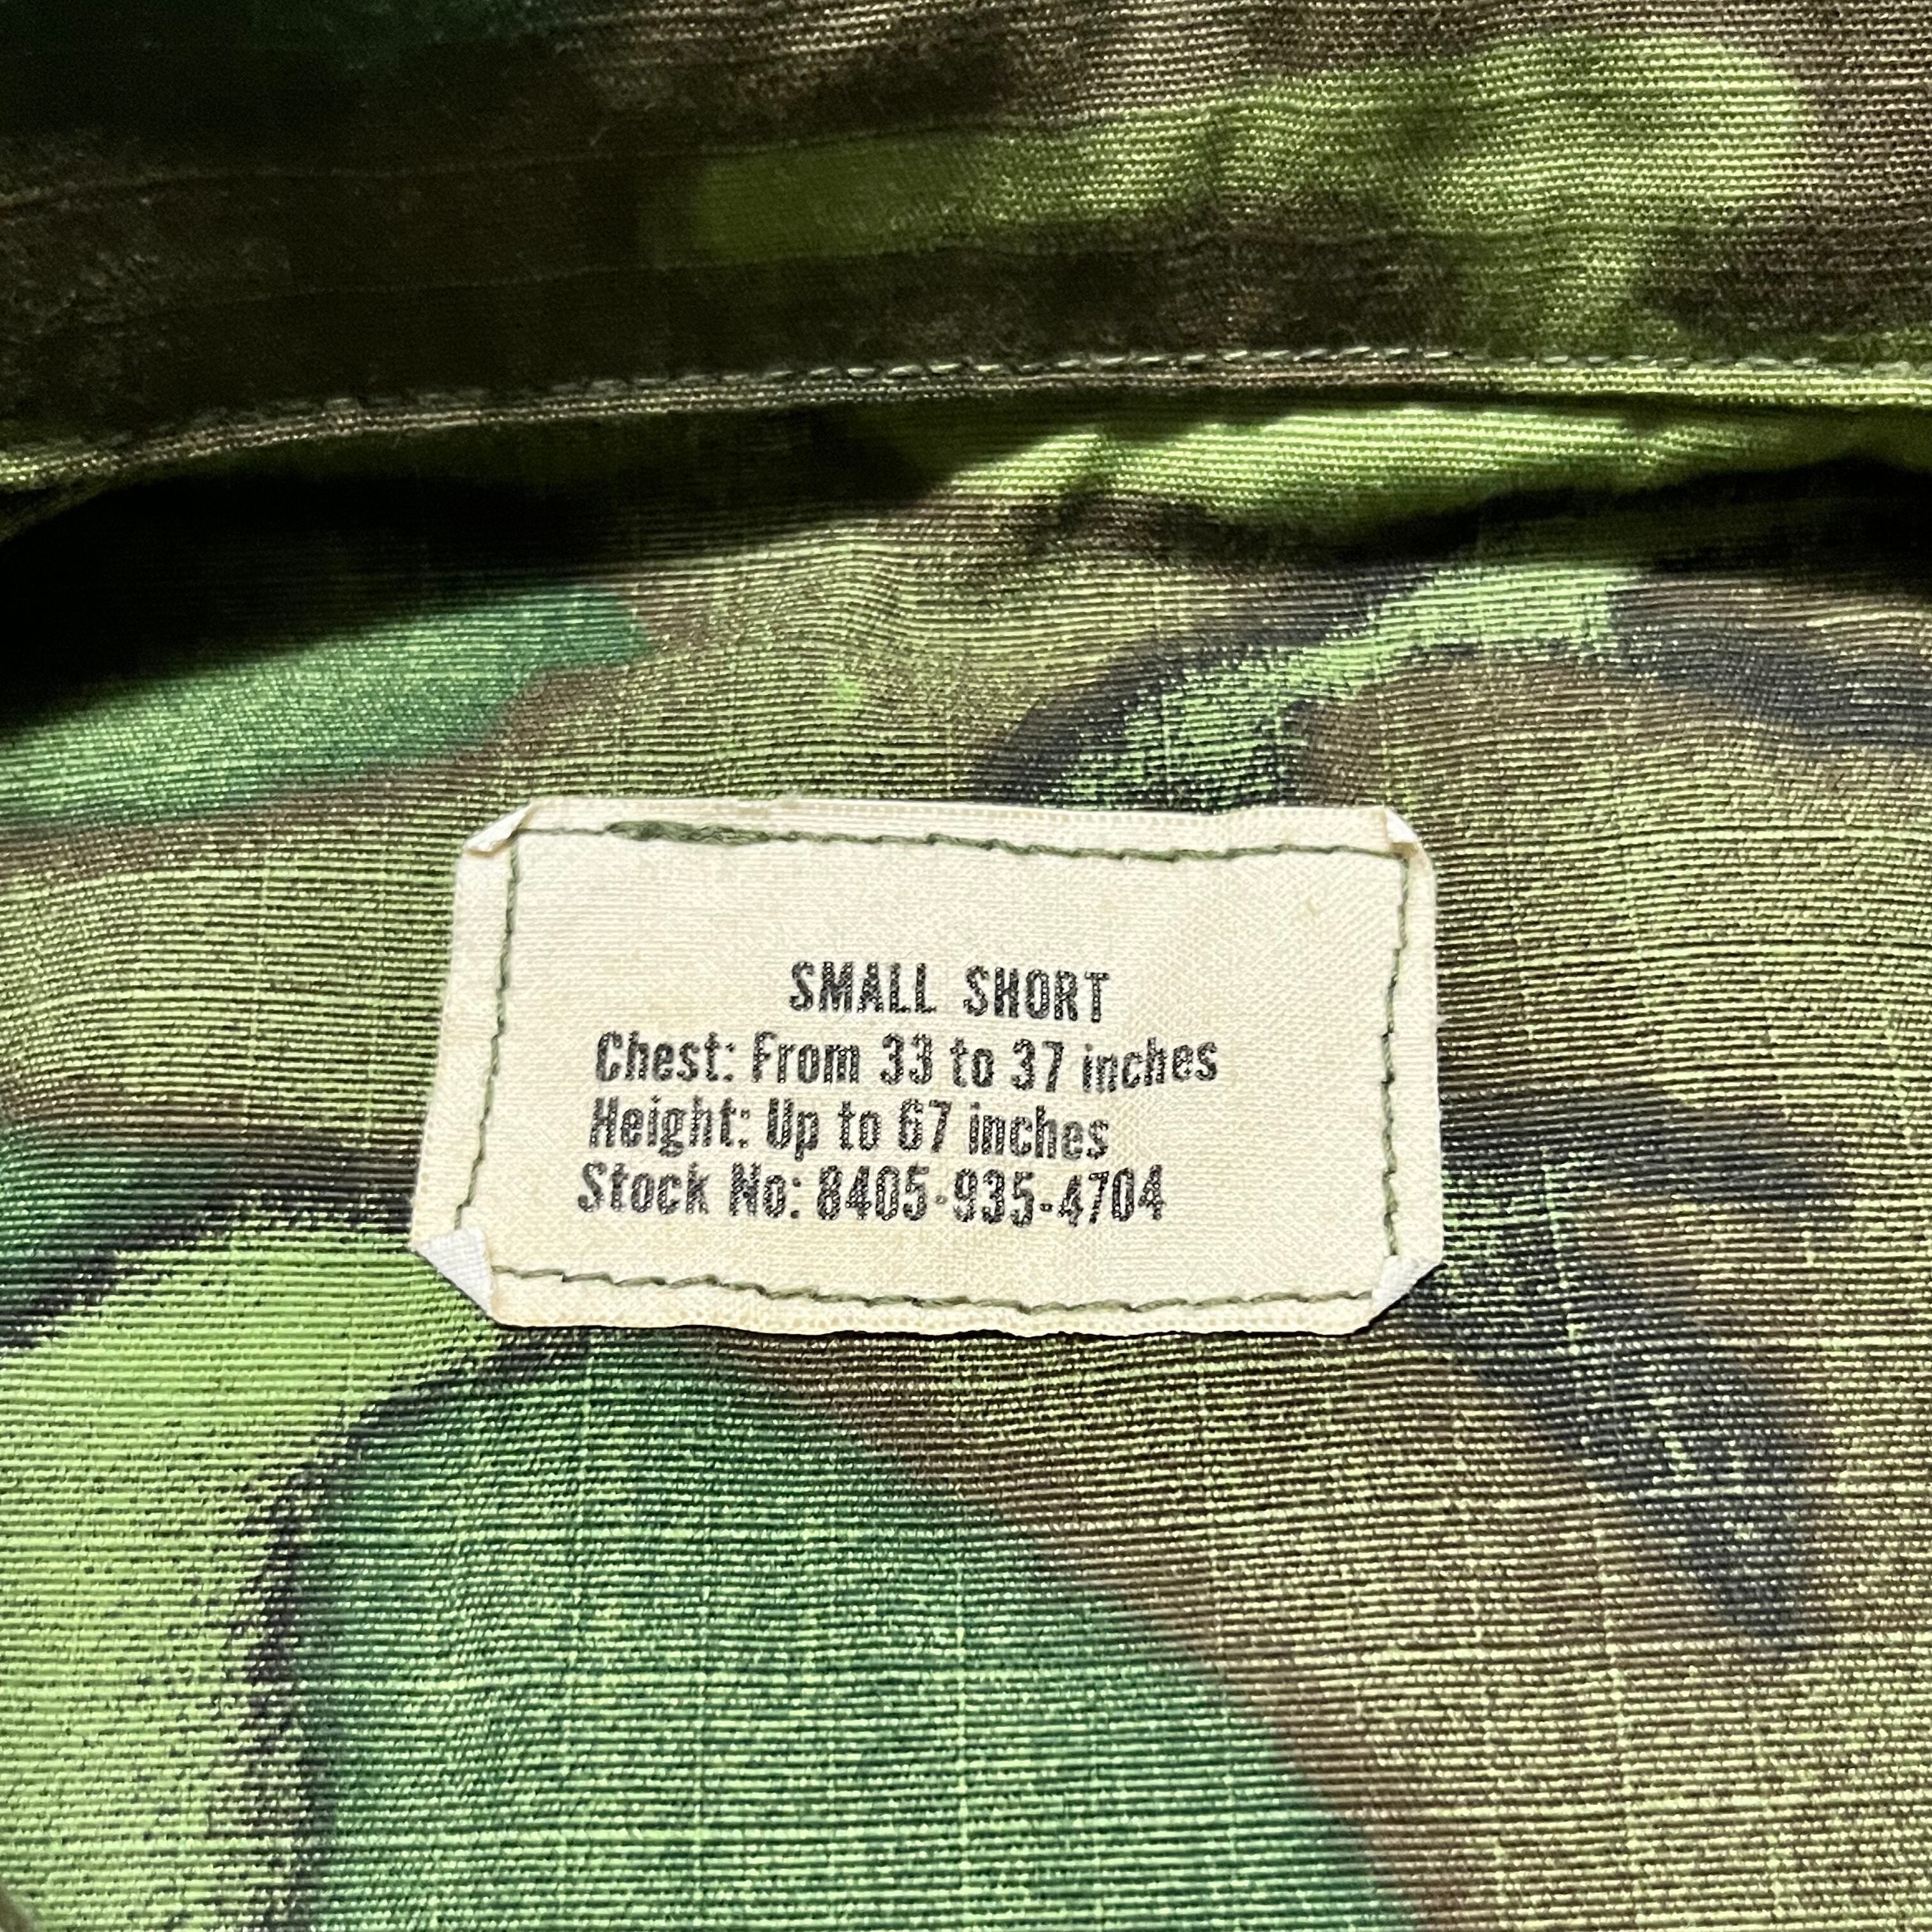 SMALL SHORT
Chest: From 33 to 37 inches
Height: Up to 67 inches
Stock No: 8405-935-4704